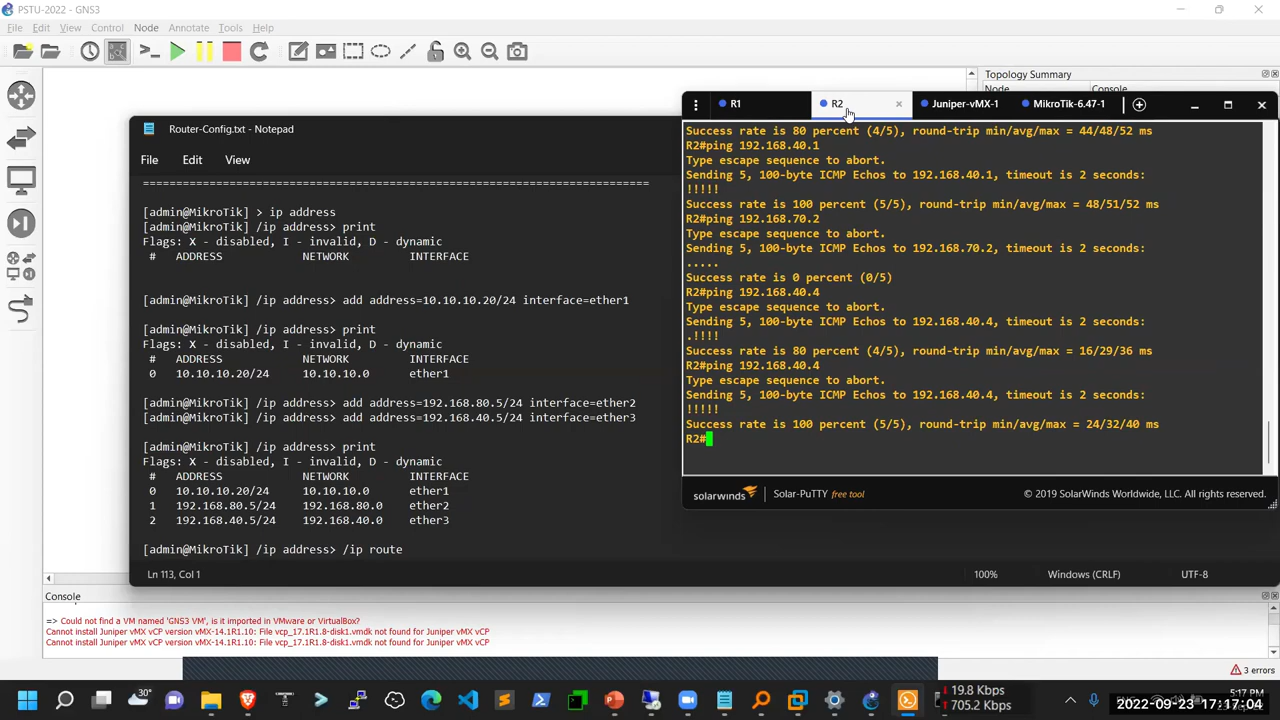 PSTU-2022 - GNS3
File Edit View Control Node Annotate Tools Help
Topology Summary
Node Console
Router-Config.txt - Notepad
File Edit View
=============================================================
[admin@MikroTik] > ip address
[admin@MikroTik] /ip address> print
Flags: X - disabled, I - invalid, D - dynamic
# ADDRESS NETWORK INTERFACE
[admin@MikroTik] /ip address> add address=10.10.10.20/24 interface=ether1
[admin@MikroTik] /ip address> print
Flags: X - disabled, I - invalid, D - dynamic
# ADDRESS NETWORK INTERFACE
0 10.10.10.20/24 10.10.10.0 ether1
[admin@MikroTik] /ip address> add address=192.168.80.5/24 interface=ether2
[admin@MikroTik] /ip address> add address=192.168.40.5/24 interface=ether3
[admin@MikroTik] /ip address> print
Flags: X - disabled, I - invalid, D - dynamic
# ADDRESS NETWORK INTERFACE
0 10.10.10.20/24 10.10.10.0 ether1
1 192.168.80.5/24 192.168.80.0 ether2
2 192.168.40.5/24 192.168.40.0 ether3
[admin@MikroTik] /ip address> /ip route
Ln 113, Col 1 100% Windows (CRLF) UTF-8
R1 R2 Juniper-vMX-1 MikroTik-6.47-1
Success rate is 80 percent (4/5), round-trip min/avg/max = 44/48/52 ms
R2#ping 192.168.40.1
Type escape sequence to abort.
Sending 5, 100-byte ICMP Echos to 192.168.40.1, timeout is 2 seconds:
!!!!!
Success rate is 100 percent (5/5), round-trip min/avg/max = 48/51/52 ms
R2#ping 192.168.70.2
Type escape sequence to abort.
Sending 5, 100-byte ICMP Echos to 192.168.70.2, timeout is 2 seconds:
.....
Success rate is 0 percent (0/5)
R2#ping 192.168.40.4
Type escape sequence to abort.
Sending 5, 100-byte ICMP Echos to 192.168.40.4, timeout is 2 seconds:
.!!!!
Success rate is 80 percent (4/5), round-trip min/avg/max = 16/29/36 ms
R2#ping 192.168.40.4
Type escape sequence to abort.
Sending 5, 100-byte ICMP Echos to 192.168.40.4, timeout is 2 seconds:
!!!!!
Success rate is 100 percent (5/5), round-trip min/avg/max = 24/32/40 ms
R2#
solarwinds Solar-PuTTY free tool © 2019 SolarWinds Worldwide, LLC. All rights reserved.
Console
=> Could not find a VM named 'GNS3 VM', is it imported in VMware or VirtualBox?
Cannot install Juniper vMX vCP version vMX-14.1R1.10: File vcp_17.1R1.8-disk1.vmdk not found for Juniper vMX vCP
Cannot install Juniper vMX vCP version vMX-14.1R1.10: File vcp_17.1R1.8-disk1.vmdk not found for Juniper vMX vCP
3 errors
30°
19.8 Kbps
705.2 Kbps
5:17 PM
2022-09-23 17:17:04